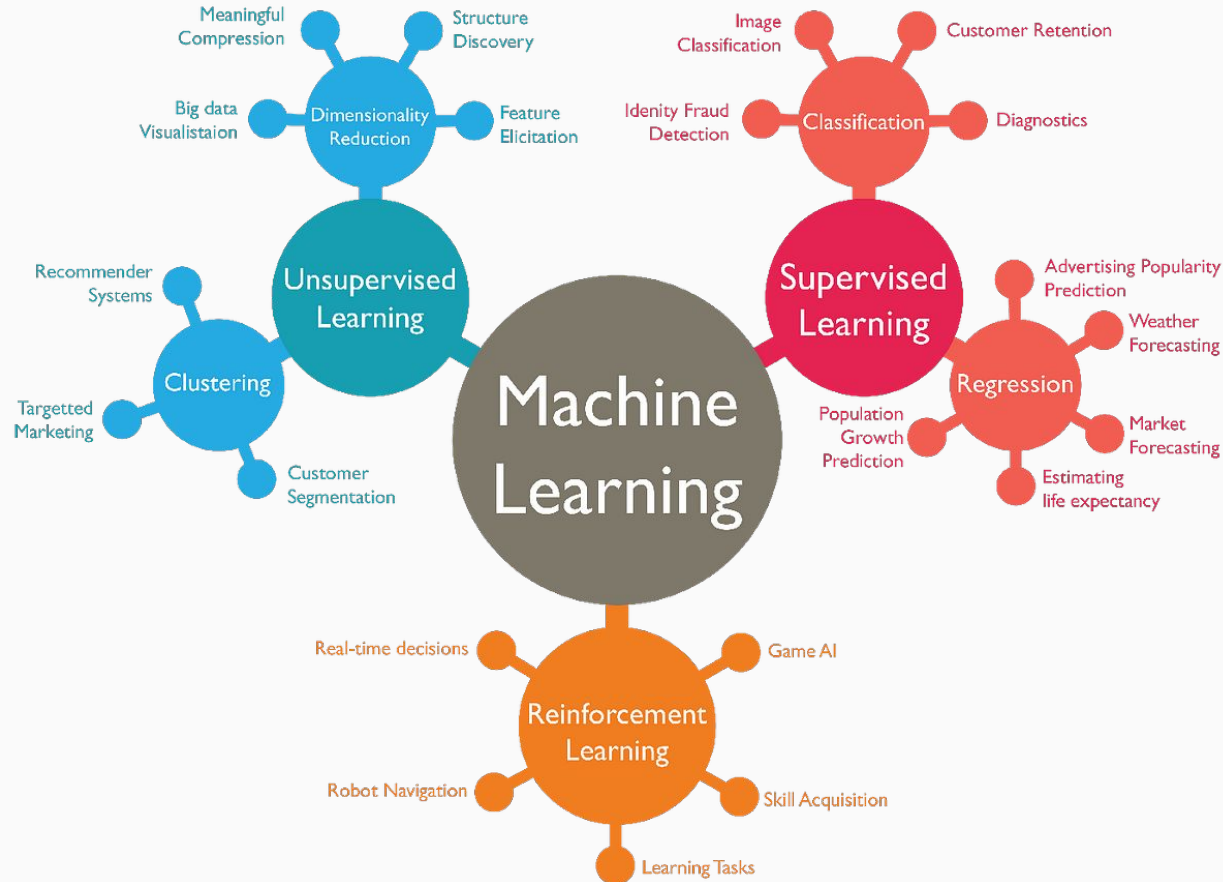 Meaningful
Compression
Structure
Discovery
Big data
Visualistaion
Dimensionality
Reduction
Feature
Elicitation
Image
Classification
Customer Retention
Idenity Fraud
Detection
Classification
Diagnostics
Unsupervised
Learning
Supervised
Learning
Recommender
Systems
Clustering
Targetted
Marketing
Customer
Segmentation
Machine
Learning
Advertising Popularity
Prediction
Weather
Forecasting
Regression
Population
Growth
Prediction
Market
Forecasting
Estimating
life expectancy
Real-time decisions
Game AI
Reinforcement
Learning
Robot Navigation
Skill Acquisition
Learning Tasks